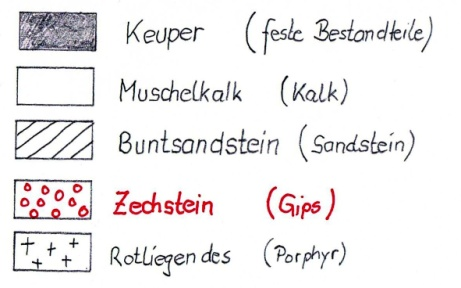 Keuper (feste Bestandteile)
Muschelkalk (Kalk)
Buntsandstein (Sandstein)
Zechstein (Gips)
Rotliegendes (Porphyr)